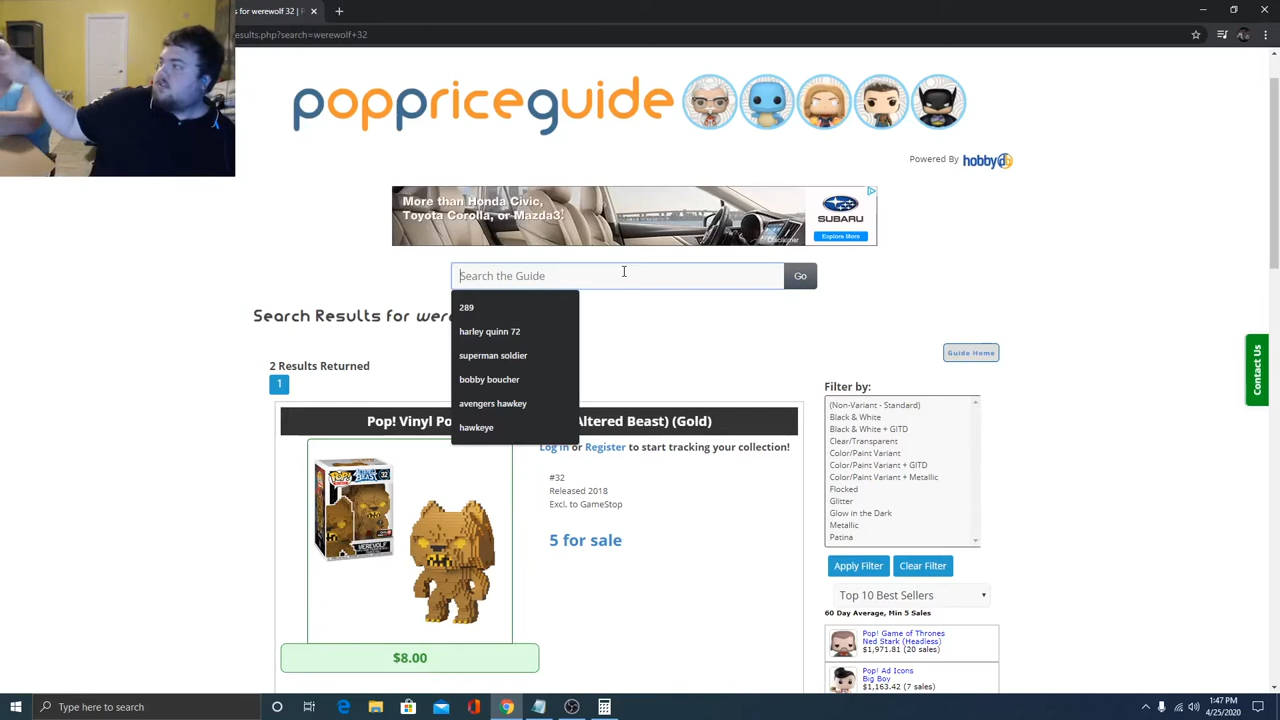 for werewolf 32 | F
esults.php?search=werewolf+32
poppriceguide
Powered By hobbydb
More than Honda Civic,
Toyota Corolla, or Mazda3!
Disclaimer
SUBARU
Explore More
Search the Guide
Go
289
harley quinn 72
superman soldier
bobby boucher
avengers hawkey
hawkeye
Search Results for wer
Guide Home
Contact Us
2 Results Returned
1
Pop! Vinyl Po
Altered Beast) (Gold)
Log In or Register to start tracking your collection!
#32
Released 2018
Excl. to GameStop
5 for sale
POP!
ALTERED BEAST
32
WEREWOLF
$8.00
Filter by:
(Non-Variant - Standard)
Black & White
Black & White + GITD
Clear/Transparent
Color/Paint Variant
Color/Paint Variant + GITD
Color/Paint Variant + Metallic
Flocked
Glitter
Glow in the Dark
Metallic
Patina
Apply Filter
Clear Filter
Top 10 Best Sellers
60 Day Average, Min 5 Sales
Pop! Game of Thrones
Ned Stark (Headless)
$1,971.81 (20 sales)
Pop! Ad Icons
Big Boy
$1,163.42 (7 sales)
Type here to search
1:47 PM
4/25/2020